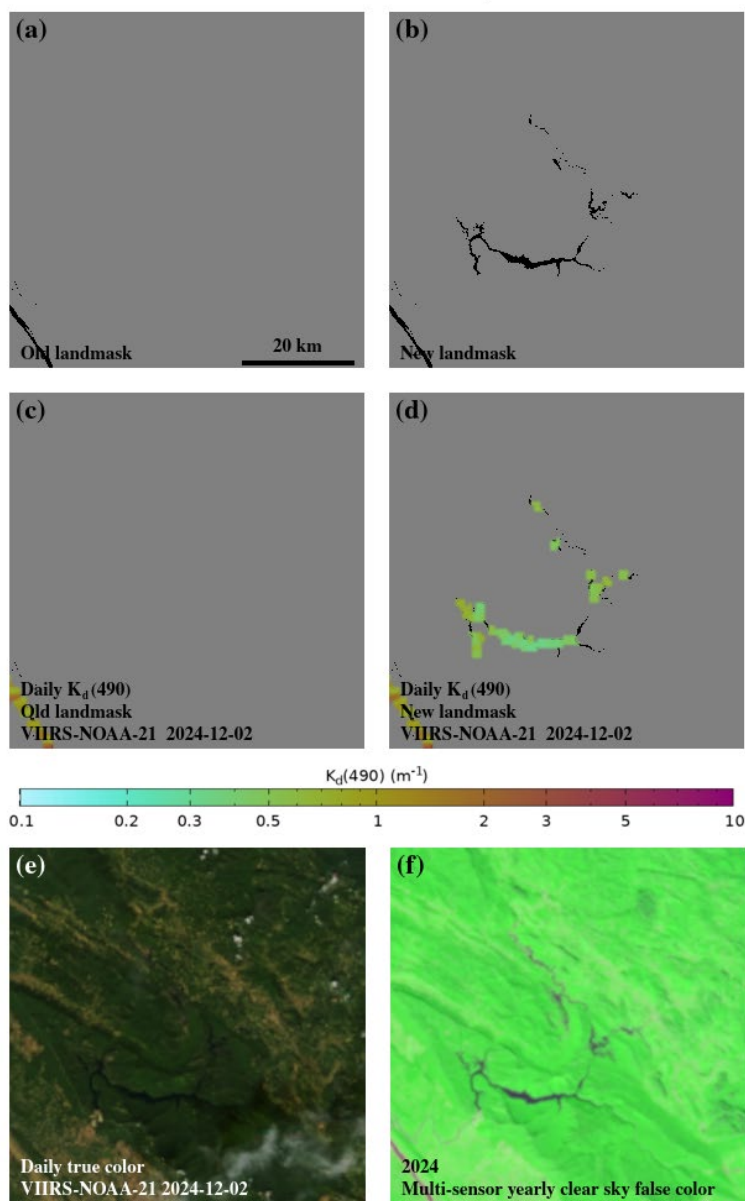 (a)
(b)
Old landmask
20 km
New landmask
(c)
(d)
Daily Kd(490)
Old landmask
VIIRS-NOAA-21 2024-12-02
Daily Kd(490)
New landmask
VIIRS-NOAA-21 2024-12-02
Kd(490) (m⁻¹)
0.1 0.2 0.3 0.5 1 2 3 5 10
(e)
(f)
Daily true color
VIIRS-NOAA-21 2024-12-02
2024
Multi-sensor yearly clear sky false color